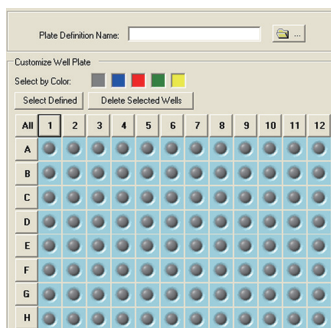 Plate Definition Name:
...
Customize Well Plate
Select by Color:
Select Defined Delete Selected Wells
All 1 2 3 4 5 6 7 8 9 10 11 12
A
B
C
D
E
F
G
H